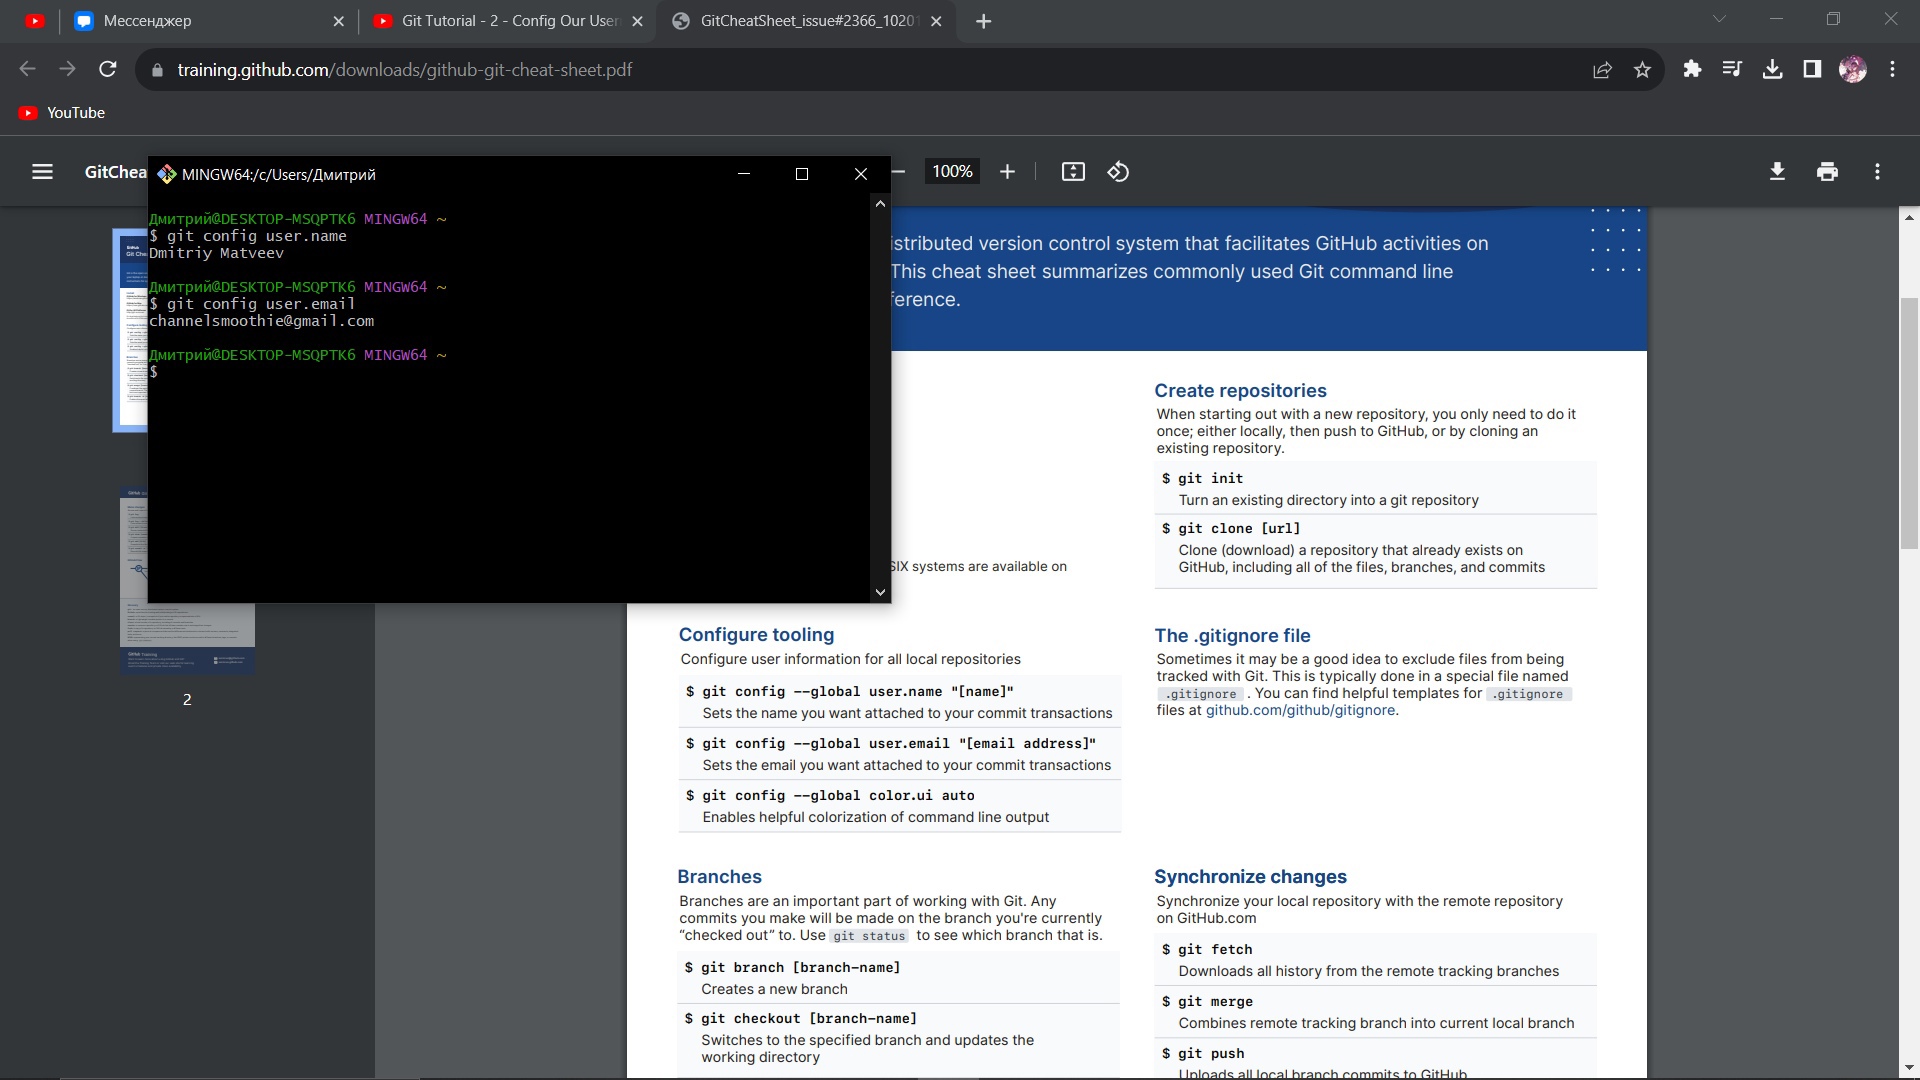 Мессенджер
Git Tutorial - 2 - Config Our User
GitCheatSheet_issue#2366_10201
training.github.com/downloads/github-git-cheat-sheet.pdf
YouTube
GitChea
100%
MINGW64:/c/Users/Дмитрий
Дмитрий@DESKTOP-MSQPTK6 MINGW64 ~
$ git config user.name
Dmitriy Matveev
Дмитрий@DESKTOP-MSQPTK6 MINGW64 ~
$ git config user.email
channelsmoothie@gmail.com
Дмитрий@DESKTOP-MSQPTK6 MINGW64 ~
$
2
istributed version control system that facilitates GitHub activities on
This cheat sheet summarizes commonly used Git command line
ference.
SIX systems are available on
Configure tooling
Configure user information for all local repositories
$ git config --global user.name "[name]"
Sets the name you want attached to your commit transactions
$ git config --global user.email "[email address]"
Sets the email you want attached to your commit transactions
$ git config --global color.ui auto
Enables helpful colorization of command line output
Branches
Branches are an important part of working with Git. Any
commits you make will be made on the branch you're currently
“checked out” to. Use git status to see which branch that is.
$ git branch [branch-name]
Creates a new branch
$ git checkout [branch-name]
Switches to the specified branch and updates the
working directory
Create repositories
When starting out with a new repository, you only need to do it
once; either locally, then push to GitHub, or by cloning an
existing repository.
$ git init
Turn an existing directory into a git repository
$ git clone [url]
Clone (download) a repository that already exists on
GitHub, including all of the files, branches, and commits
The .gitignore file
Sometimes it may be a good idea to exclude files from being
tracked with Git. This is typically done in a special file named
.gitignore . You can find helpful templates for .gitignore
files at github.com/github/gitignore.
Synchronize changes
Synchronize your local repository with the remote repository
on GitHub.com
$ git fetch
Downloads all history from the remote tracking branches
$ git merge
Combines remote tracking branch into current local branch
$ git push
Uploads all local branch commits to GitHub